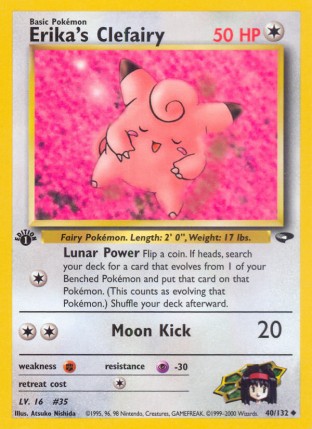 Basic Pokémon
Erika's Clefairy 50 HP
EDITION
1
Fairy Pokémon. Length: 2' 0", Weight: 17 lbs.
Lunar Power Flip a coin. If heads, search
your deck for a card that evolves from 1 of your
Benched Pokémon and put that card on that
Pokémon. (This counts as evolving that
Pokémon.) Shuffle your deck afterward.
Moon Kick 20
weakness resistance -30
retreat cost
LV. 16 #35
Illus. Atsuko Nishida ©1995, 96, 98 Nintendo, Creatures, GAMEFREAK. ©1999-2000 Wizards. 40/132